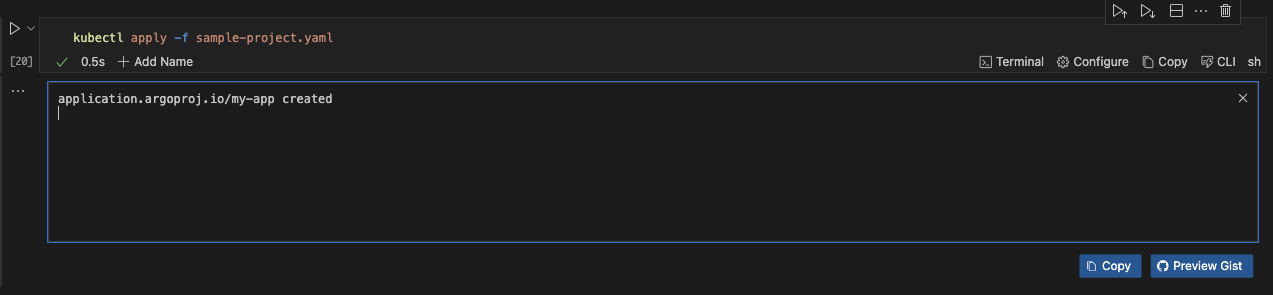 kubectl apply -f sample-project.yaml
[20] 0.5s Add Name Terminal Configure Copy CLI sh
application.argoproj.io/my-app created
Copy Preview Gist